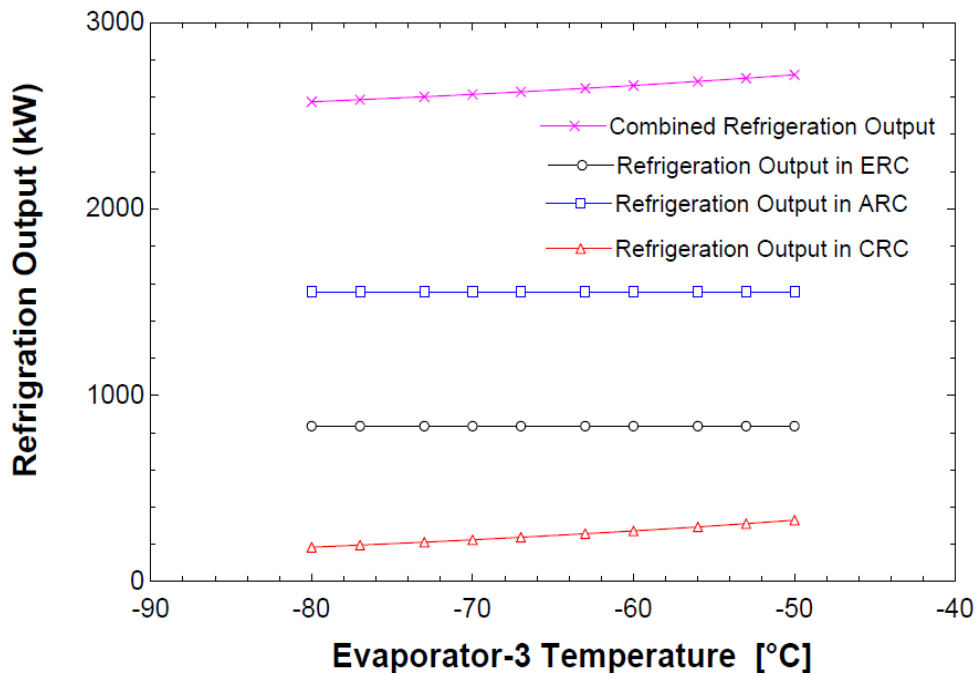 3000
2000
1000
0
Refrigration Output (kW)
Combined Refrigeration Output
Refrigeration Output in ERC
Refrigeration Output in ARC
Refrigeration Output in CRC
-90 -80 -70 -60 -50 -40
Evaporator-3 Temperature [°C]